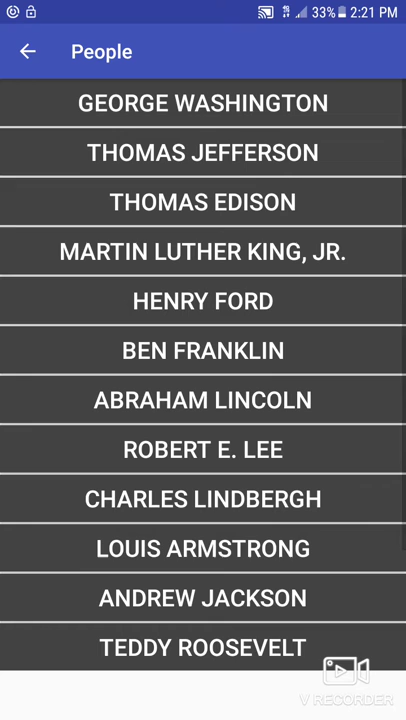 33% 2:21 PM
People
GEORGE WASHINGTON
THOMAS JEFFERSON
THOMAS EDISON
MARTIN LUTHER KING, JR.
HENRY FORD
BEN FRANKLIN
ABRAHAM LINCOLN
ROBERT E. LEE
CHARLES LINDBERGH
LOUIS ARMSTRONG
ANDREW JACKSON
TEDDY ROOSEVELT
V RECORDER